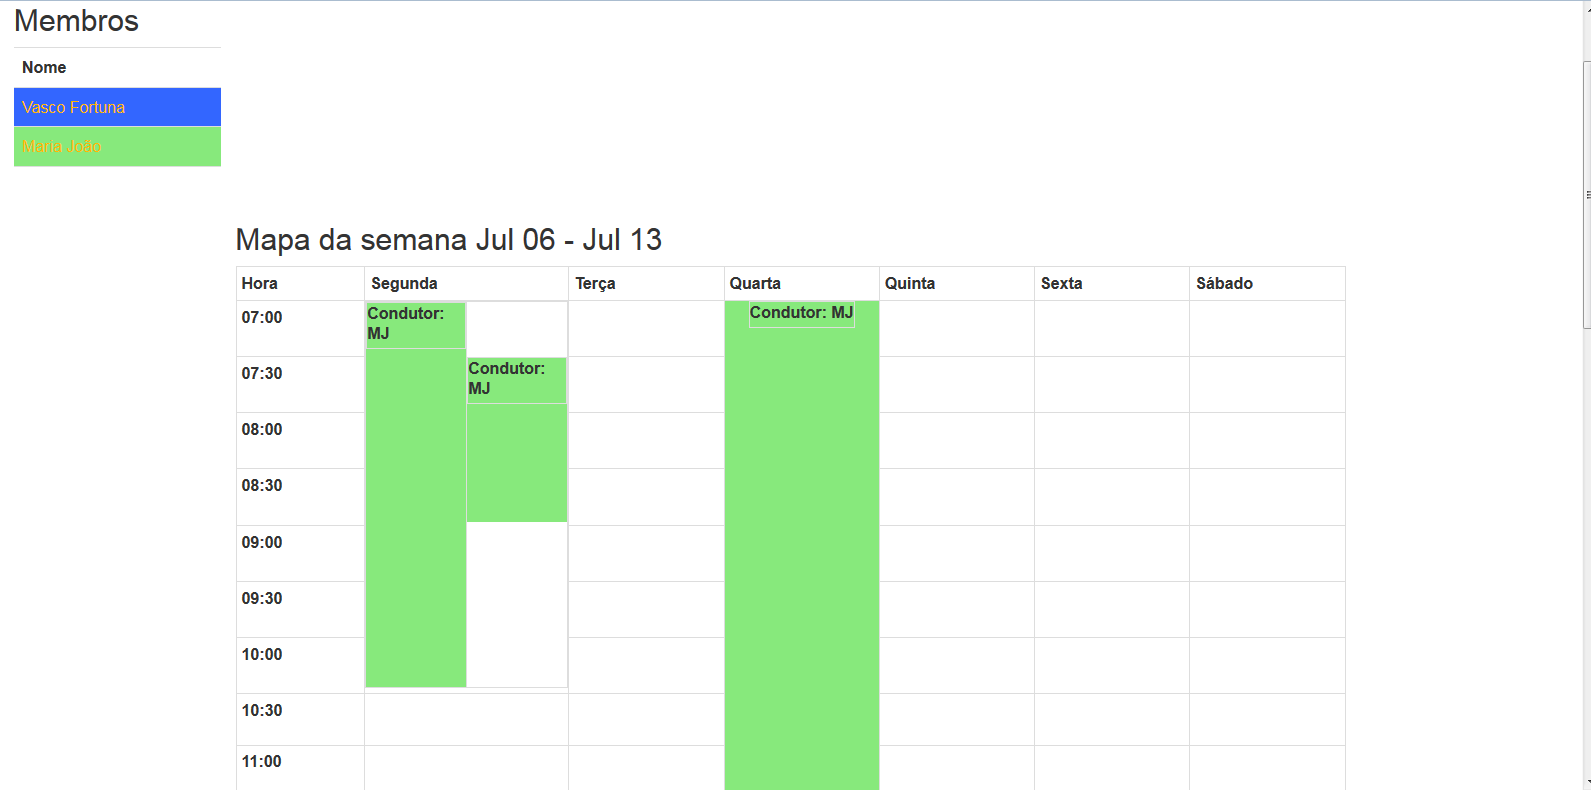 Membros
Nome
Vasco Fortuna
Maria João
Mapa da semana Jul 06 - Jul 13
Hora Segunda Terça Quarta Quinta Sexta Sábado
07:00 Condutor: MJ Condutor: MJ
07:30 Condutor: MJ
08:00
08:30
09:00
09:30
10:00
10:30
11:00